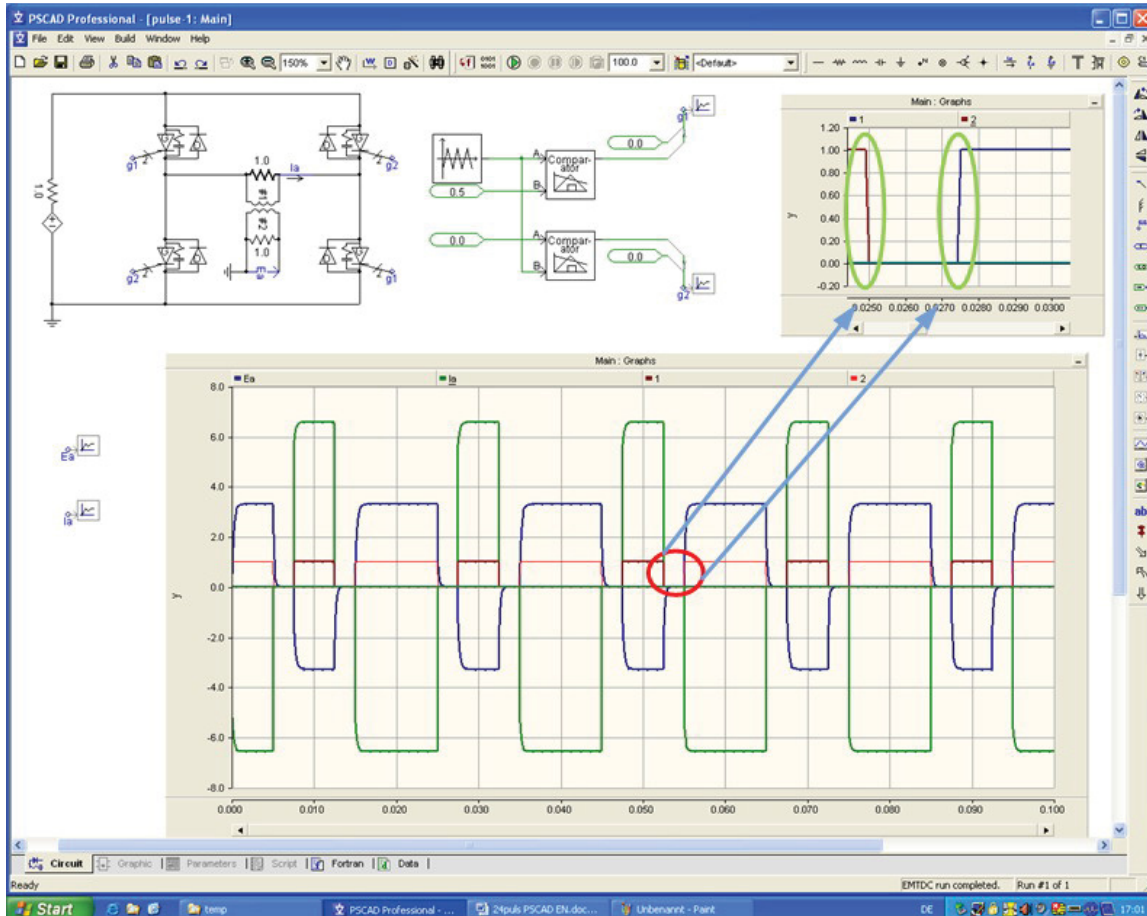 PSCAD Professional - [pulse-1: Main]
File Edit View Build Window Help
150% 100.0 <Default>
g1
g2
1.0
Ia
#1
#2
1.0
Ea
1.0
g2
g1
A
B
Compar-
ator
0.5
0.0
g1
0.0
A
B
Compar-
ator
0.0
g2
Main : Graphs
1 2
1.20
1.00
0.80
0.60
0.40
0.20
0.00
-0.20
y
0.0250 0.0260 0.0270 0.0280 0.0290 0.0300
Main : Graphs
Ea Ia 1 2
8.0
6.0
4.0
2.0
0.0
-2.0
-4.0
-6.0
-8.0
y
0.000 0.010 0.020 0.030 0.040 0.050 0.060 0.070 0.080 0.090 0.100
Ea
Ia
ab
Circuit Graphic Parameters Script Fortran Data
Ready EMTDC run completed. Run #1 of 1
Start temp PSCAD Professional - ... 24puls PSCAD EN.doc... Unbenannt - Paint DE 17:01